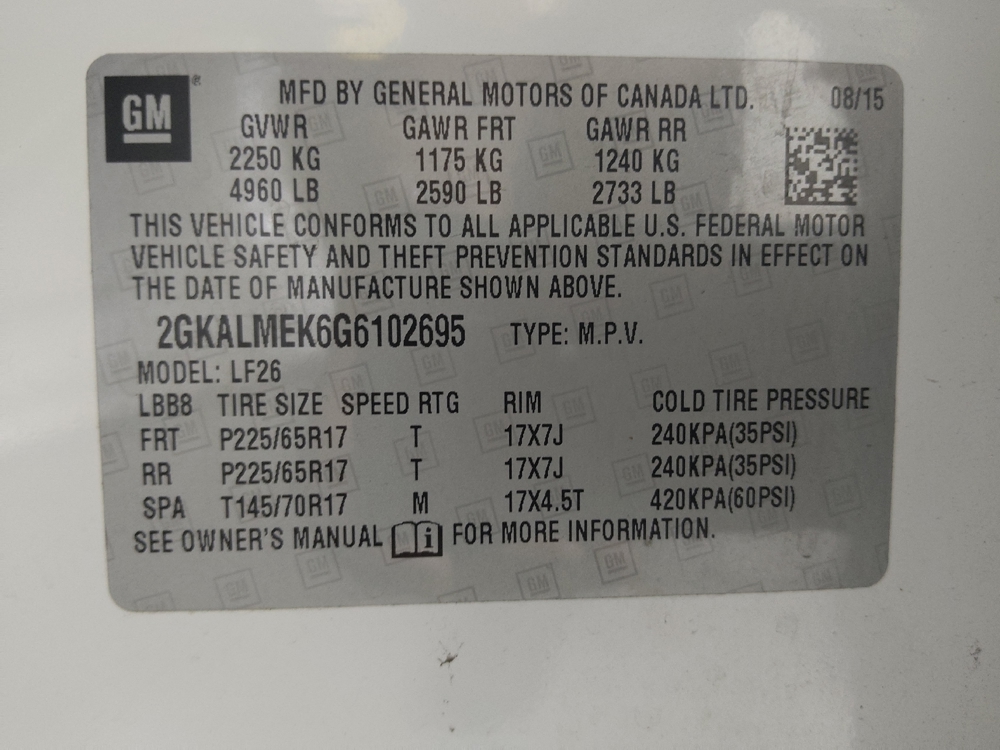 GM ® MFD BY GENERAL MOTORS OF CANADA LTD. 08/15
GVWR GAWR FRT GAWR RR
2250 KG 1175 KG 1240 KG
4960 LB 2590 LB 2733 LB
THIS VEHICLE CONFORMS TO ALL APPLICABLE U.S. FEDERAL MOTOR
VEHICLE SAFETY AND THEFT PREVENTION STANDARDS IN EFFECT ON
THE DATE OF MANUFACTURE SHOWN ABOVE.
2GKALMEK6G6102695 TYPE: M.P.V.
MODEL: LF26
LBB8 TIRE SIZE SPEED RTG RIM COLD TIRE PRESSURE
FRT P225/65R17 T 17X7J 240KPA(35PSI)
RR P225/65R17 T 17X7J 240KPA(35PSI)
SPA T145/70R17 M 17X4.5T 420KPA(60PSI)
SEE OWNER'S MANUAL i FOR MORE INFORMATION.